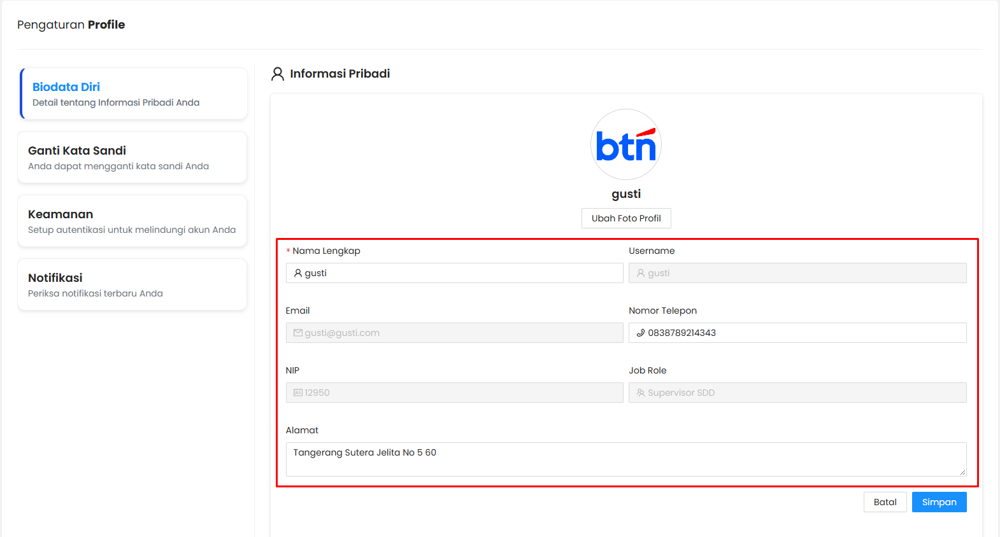 Pengaturan Profile
Biodata Diri
Detail tentang Informasi Pribadi Anda
Ganti Kata Sandi
Anda dapat mengganti kata sandi Anda
Keamanan
Setup autentikasi untuk melindungi akun Anda
Notifikasi
Periksa notifikasi terbaru Anda
Informasi Pribadi
btn
gusti
Ubah Foto Profil
* Nama Lengkap
gusti
Username
gusti
Email
gusti@gusti.com
Nomor Telepon
0838789214343
NIP
12950
Job Role
Supervisor SDD
Alamat
Tangerang Sutera Jelita No 5 60
Batal
Simpan